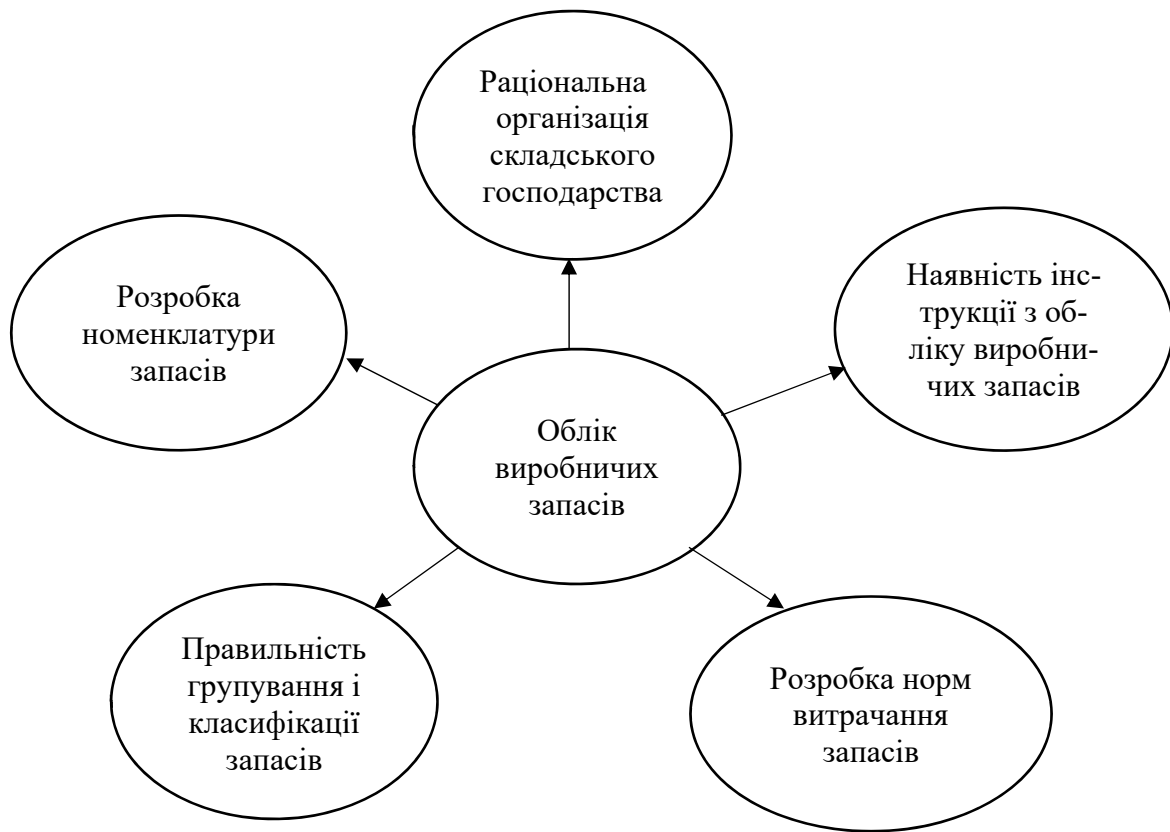 Раціональна
організація
складського
господарства
Розробка
номенклатури
запасів
Наявність інс-
трукції з об-
ліку виробни-
чих запасів
Облік
виробничих
запасів
Правильність
групування і
класифікації
запасів
Розробка норм
витрачання
запасів